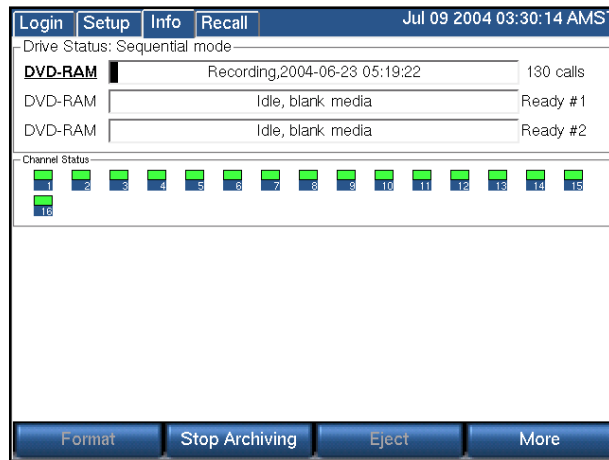 Login Setup Info Recall Jul 09 2004 03:30:14 AMST
Drive Status: Sequential mode
DVD-RAM Recording,2004-06-23 05:19:22 130 calls
DVD-RAM Idle, blank media Ready #1
DVD-RAM Idle, blank media Ready #2
Channel Status
1 2 3 4 5 6 7 8 9 10 11 12 13 14 15
16
Format Stop Archiving Eject More